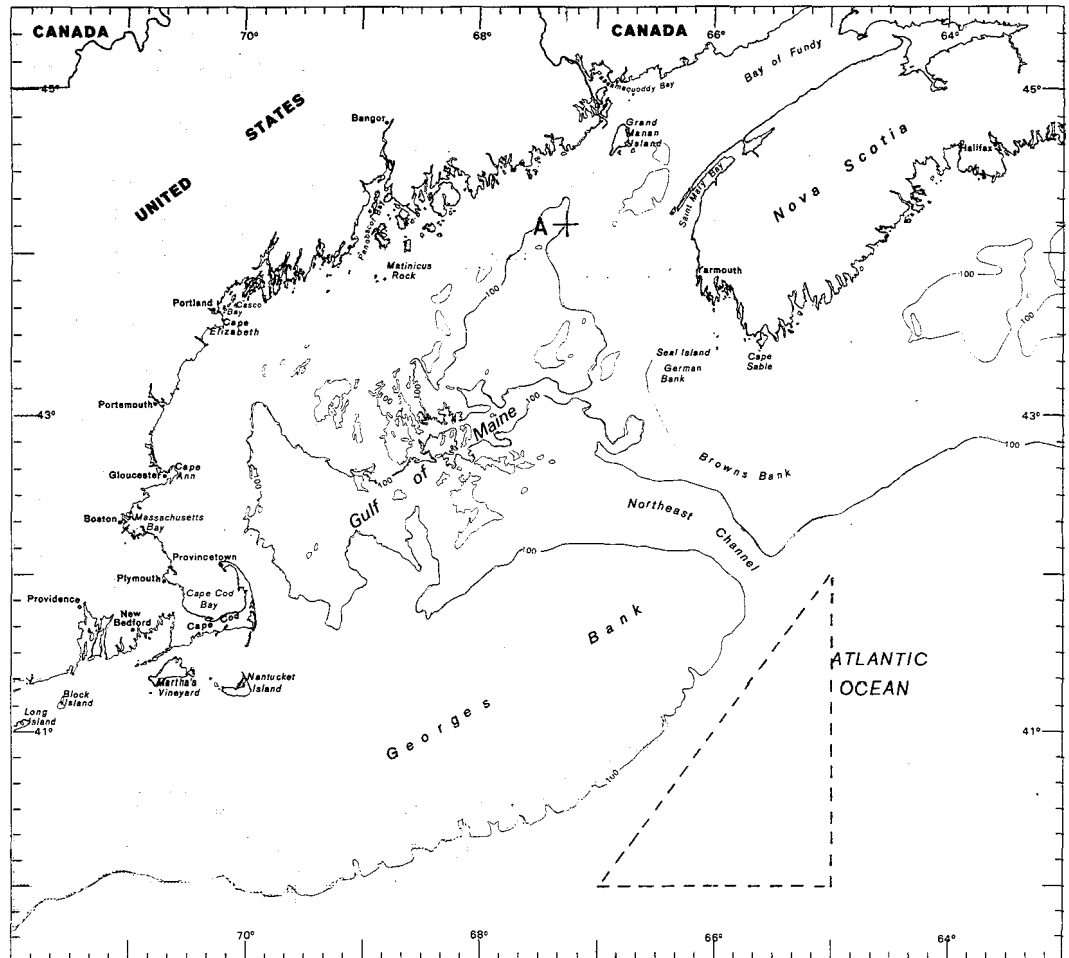 CANADA
70°
68°
CANADA
66°
64°
45°
45°
Bay of Fundy
Passamaquoddy Bay
UNITED STATES
Bangor
Grand
Manan
Island
Halifax
Nova Scotia
Saint Mary Bay
A
Penobscot Bay
Matinicus
Rock
Yarmouth
100
100
100
Portland
Casco
Bay
Cape
Elizabeth
Seal Island
German
Bank
Cape
Sable
100
100
100
Portsmouth
43°
43°
Maine
100
100
Gloucester
Cape
Ann
100
Gulf of
Browns Bank
Northeast Channel
Boston
Massachusetts
Bay
100
Provincetown
Plymouth
Cape Cod
Bay
Providence
New
Bedford
Cape Cod
Bank
ATLANTIC
OCEAN
Martha's
Vineyard
Nantucket
Island
Block
Island
Long
Island
Georges
41°
41°
100
70°
68°
66°
64°